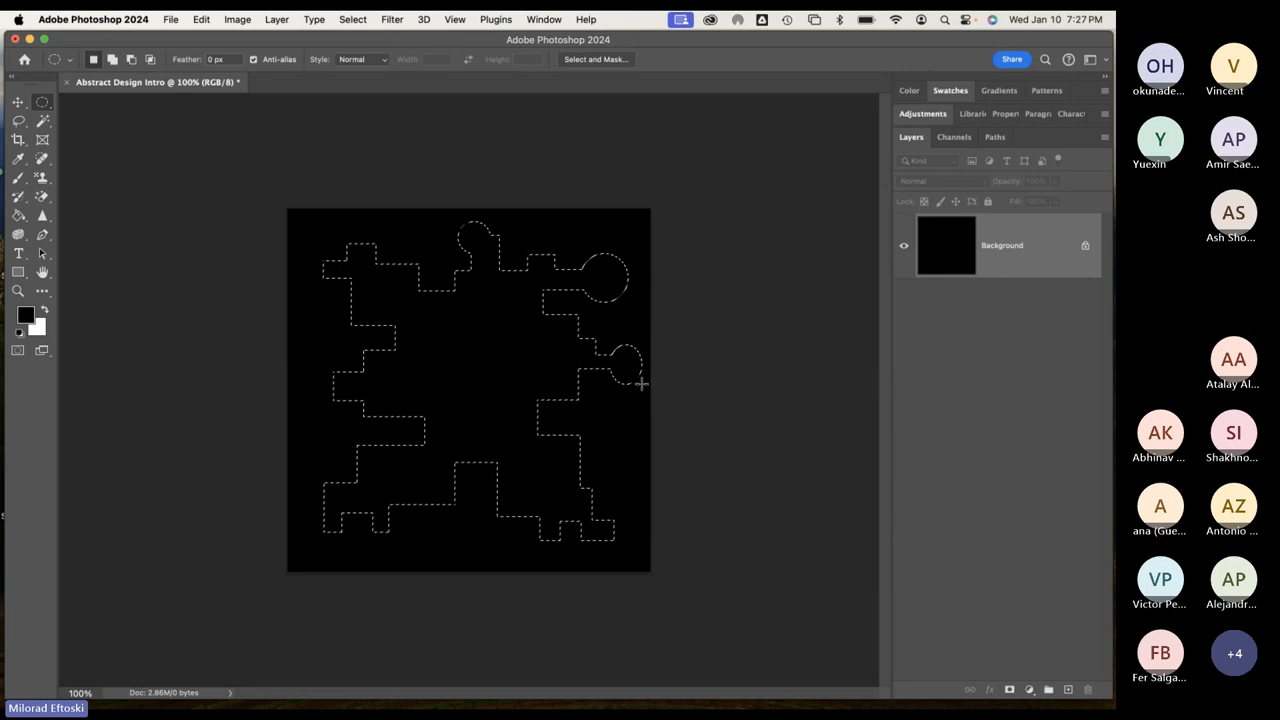 Adobe Photoshop 2024 File Edit Image Layer Type Select Filter 3D View Plugins Window Help Wed Jan 10 7:27 PM
Adobe Photoshop 2024
Feather: 0 px Anti-alias Style: Normal Width: Height: Select and Mask... Share
Abstract Design Intro @ 100% (RGB/8) *
Color Swatches Gradients Patterns
Adjustments Librari Proper Paragr Charac
Layers Channels Paths
Kind
Normal Opacity: 100%
Lock: Fill: 100%
Background
100% Doc: 2.86M/0 bytes
Milorad Eftoski
OH V
okunade... Vincent
Y AP
Yuexin Amir Sae...
AS
Ash Sho...
AA
Atalay Al...
AK SI
Abhinav ... Shakhno...
A AZ
ana (Gue... Antonio ...
VP AP
Victor Pe... Alejandr...
FB +4
Fer Salga...